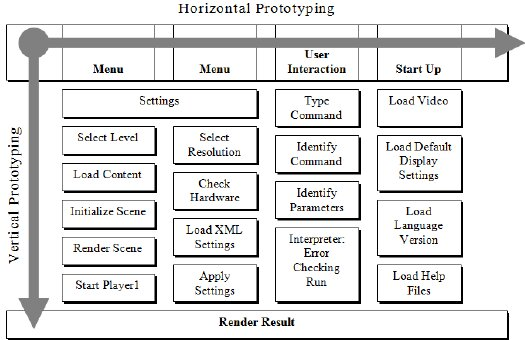 Horizontal Prototyping
Vertical Prototyping
Menu
Menu
User
Interaction
Start Up
Settings
Select Level
Load Content
Initialize Scene
Render Scene
Start Player1
Select
Resolution
Check
Hardware
Load XML
Settings
Apply
Settings
Type
Command
Identify
Command
Identify
Parameters
Interpreter:
Error
Checking
Run
Load Video
Load Default
Display
Settings
Load
Language
Version
Load Help
Files
Render Result